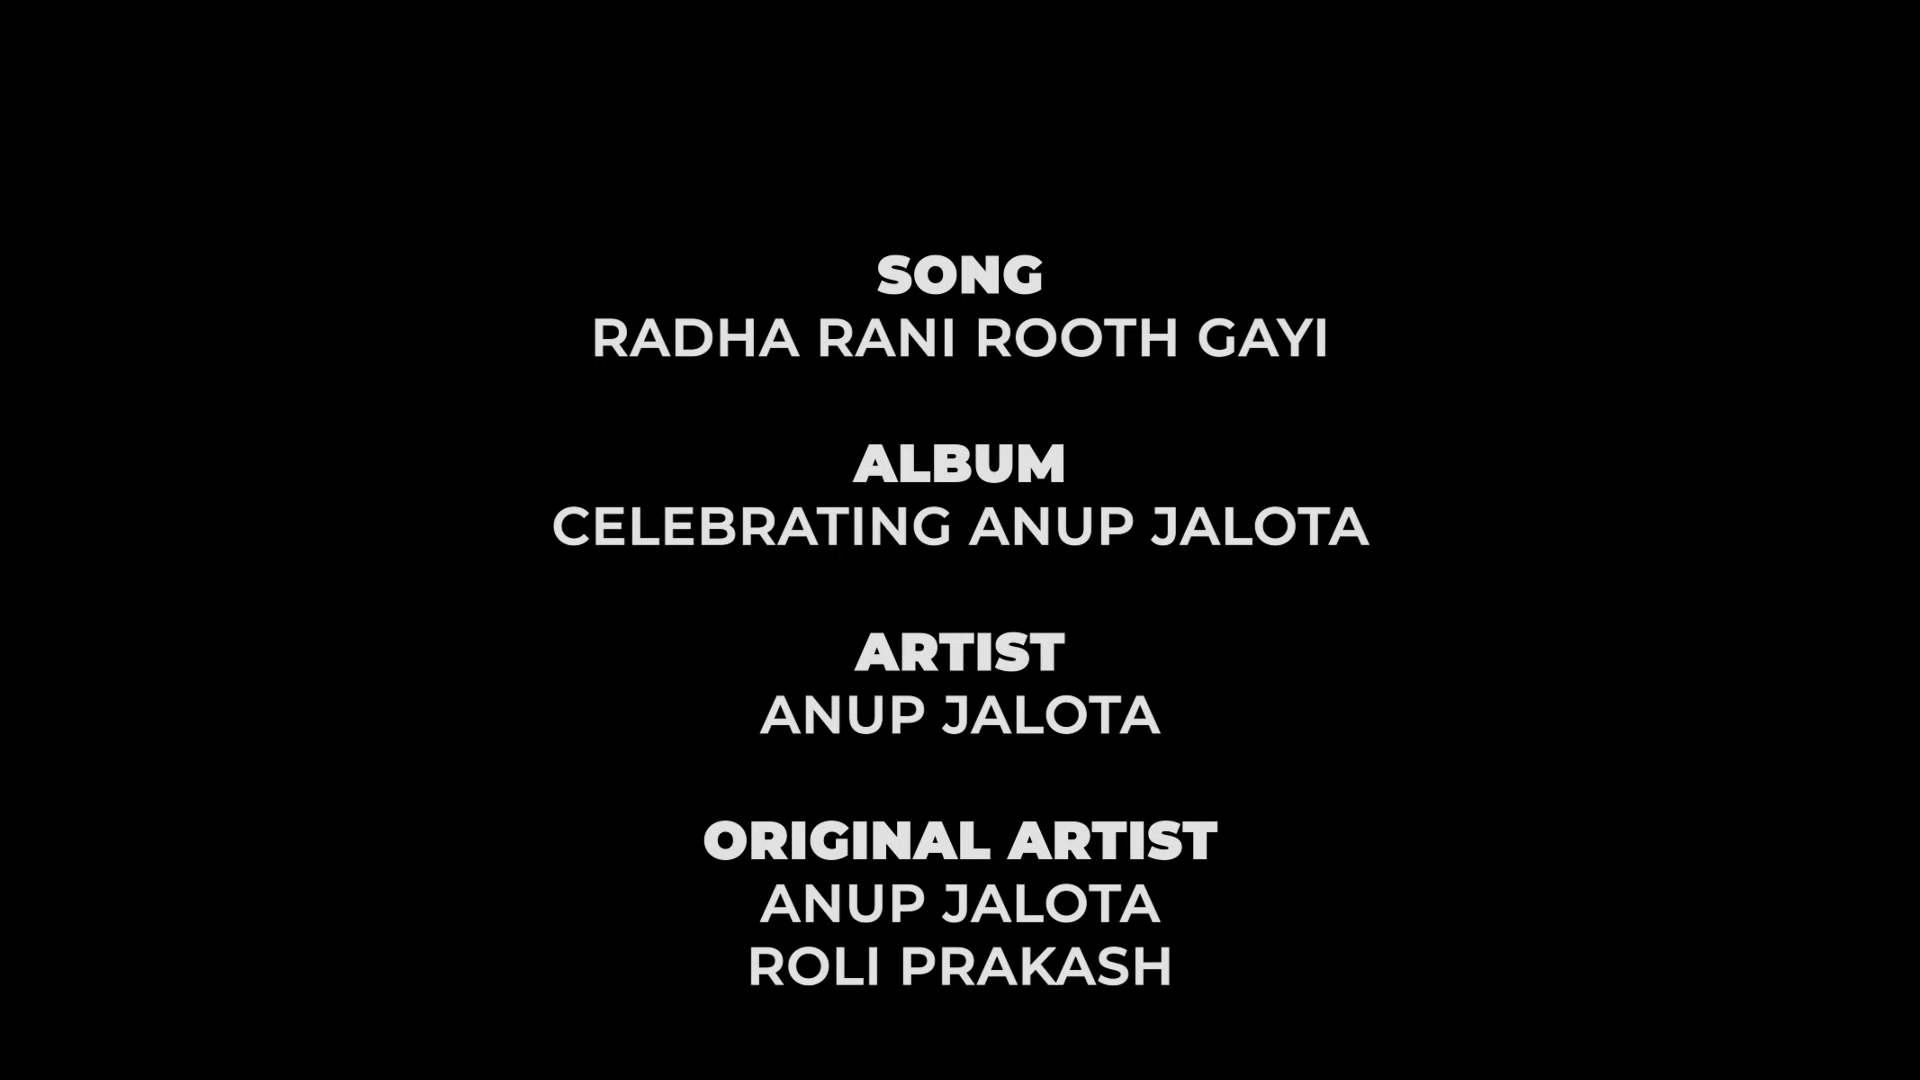 SONG
RADHA RANI ROOTH GAYI
ALBUM
CELEBRATING ANUP JALOTA
ARTIST
ANUP JALOTA
ORIGINAL ARTIST
ANUP JALOTA
ROLI PRAKASH